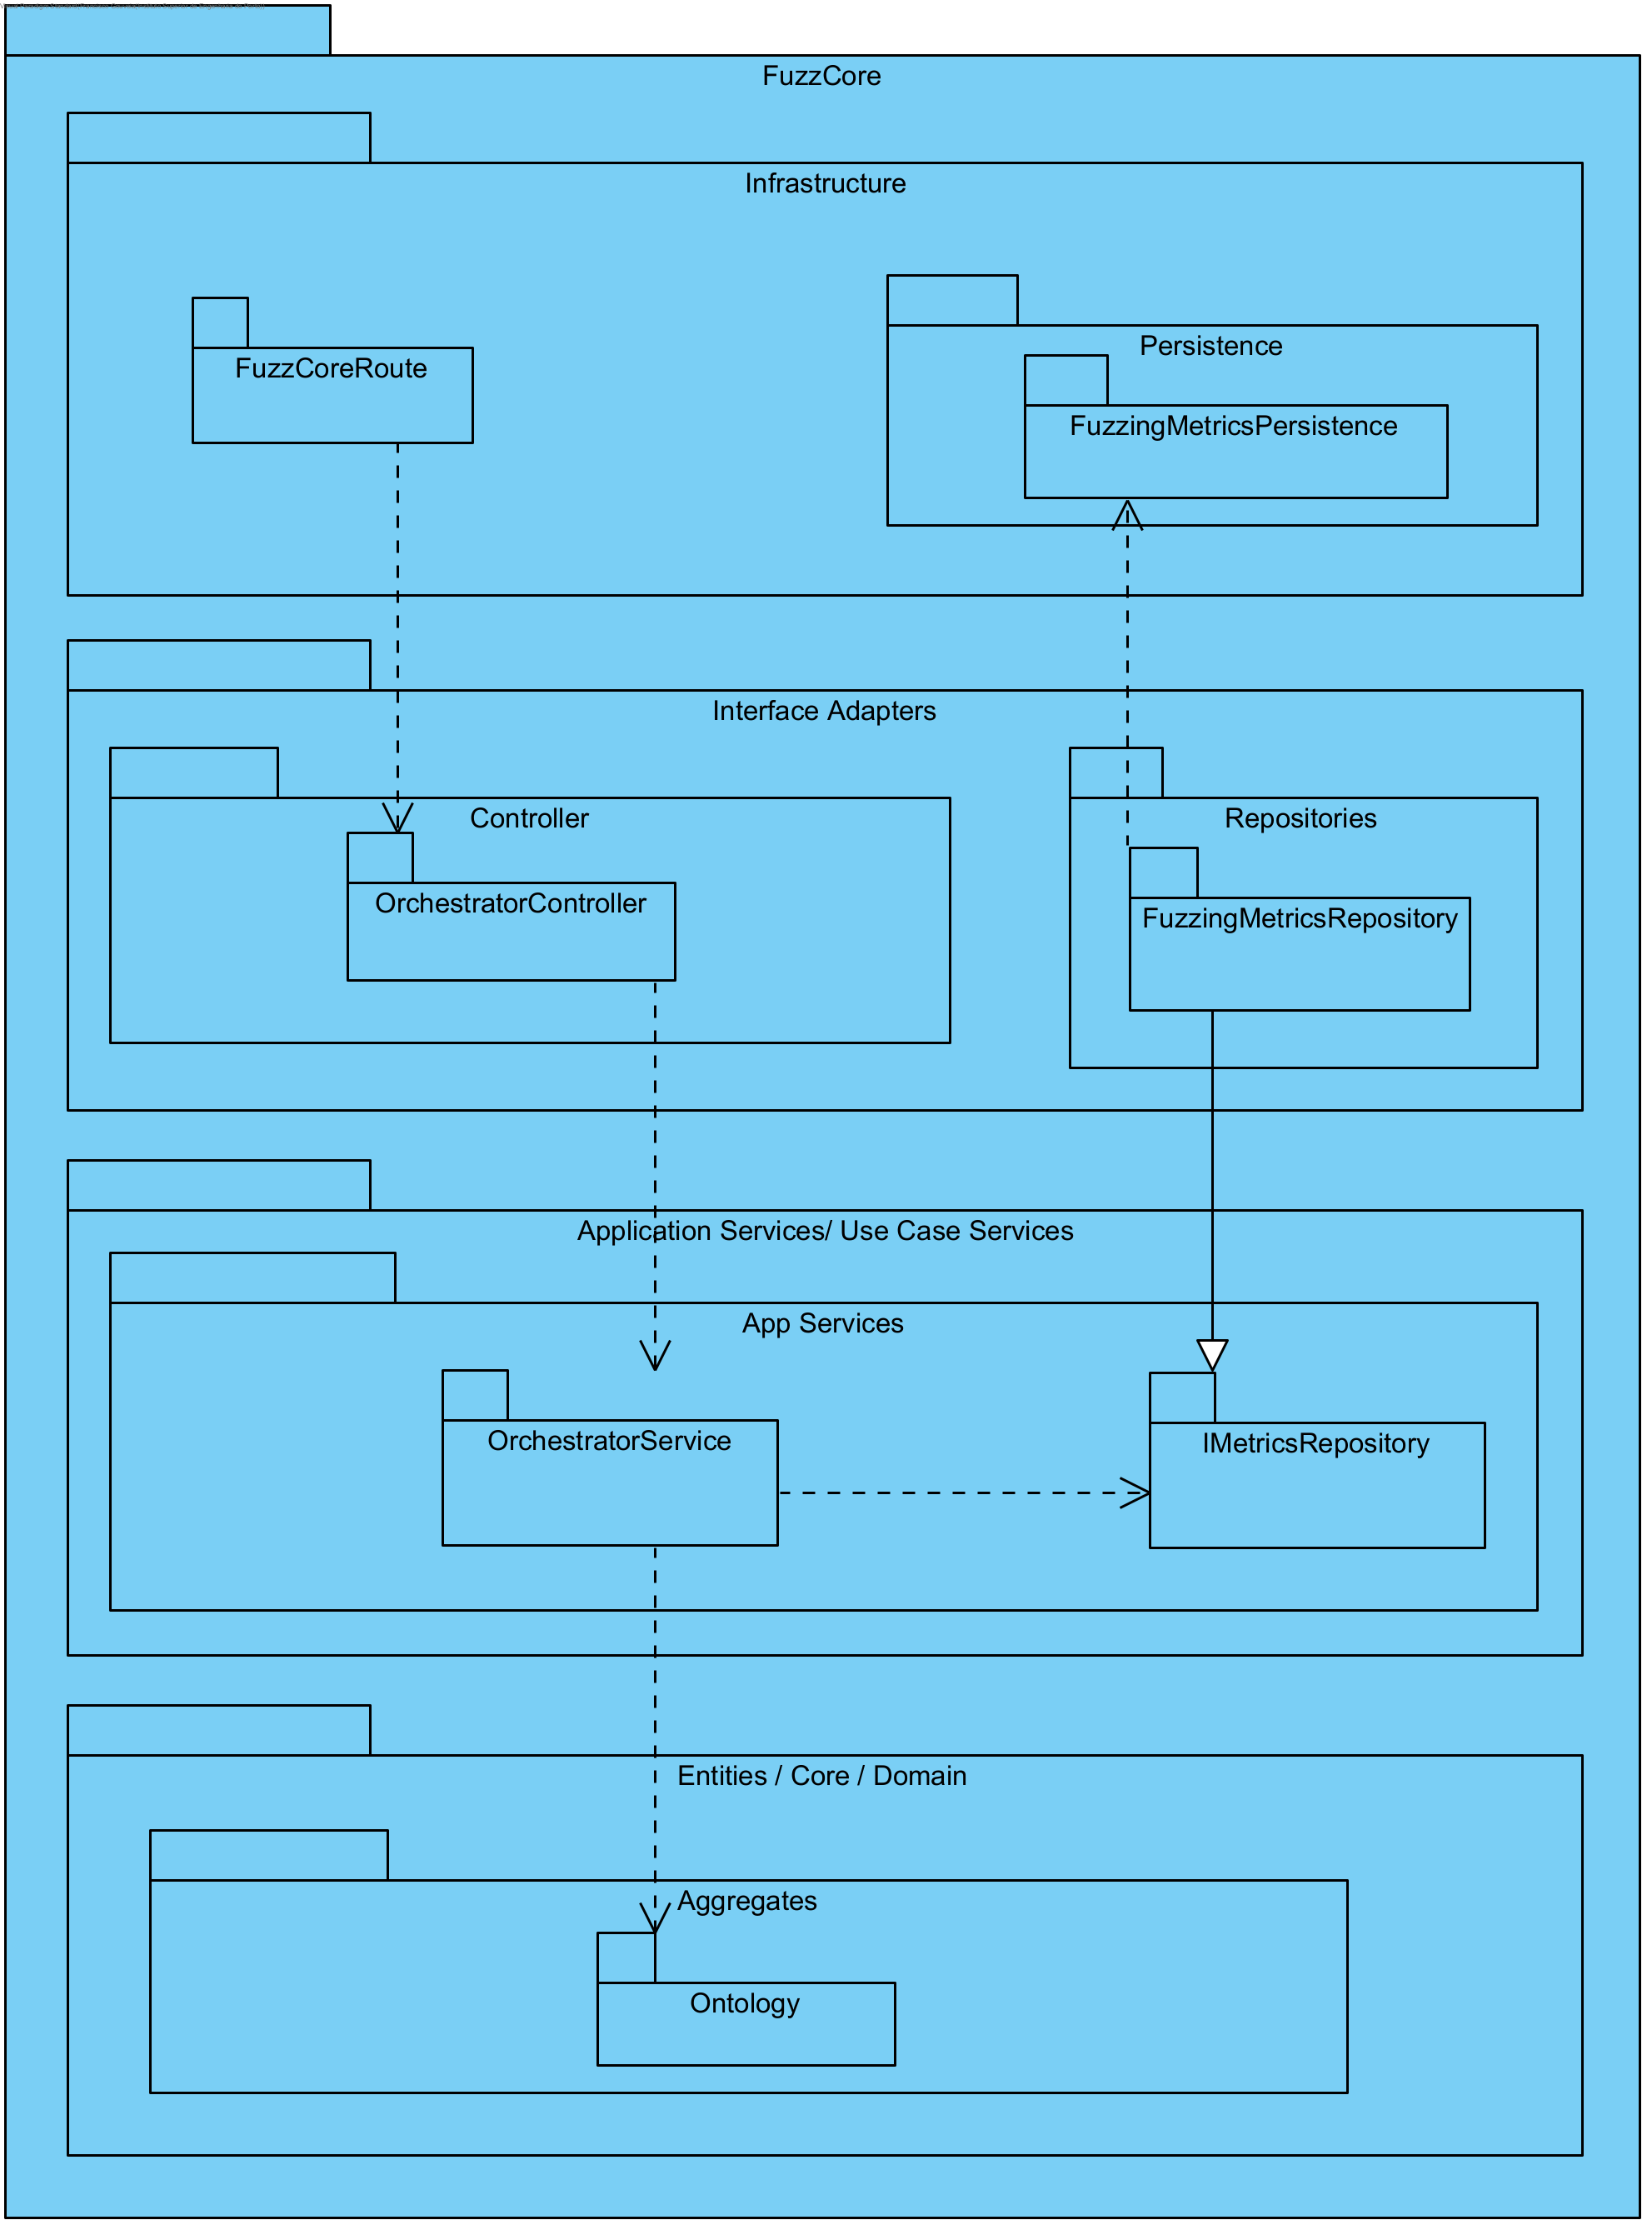 FuzzCore
Infrastructure
FuzzCoreRoute
Persistence
FuzzingMetricsPersistence
Interface Adapters
Controller
OrchestratorController
Repositories
FuzzingMetricsRepository
Application Services/ Use Case Services
App Services
OrchestratorService
IMetricsRepository
Entities / Core / Domain
Aggregates
Ontology